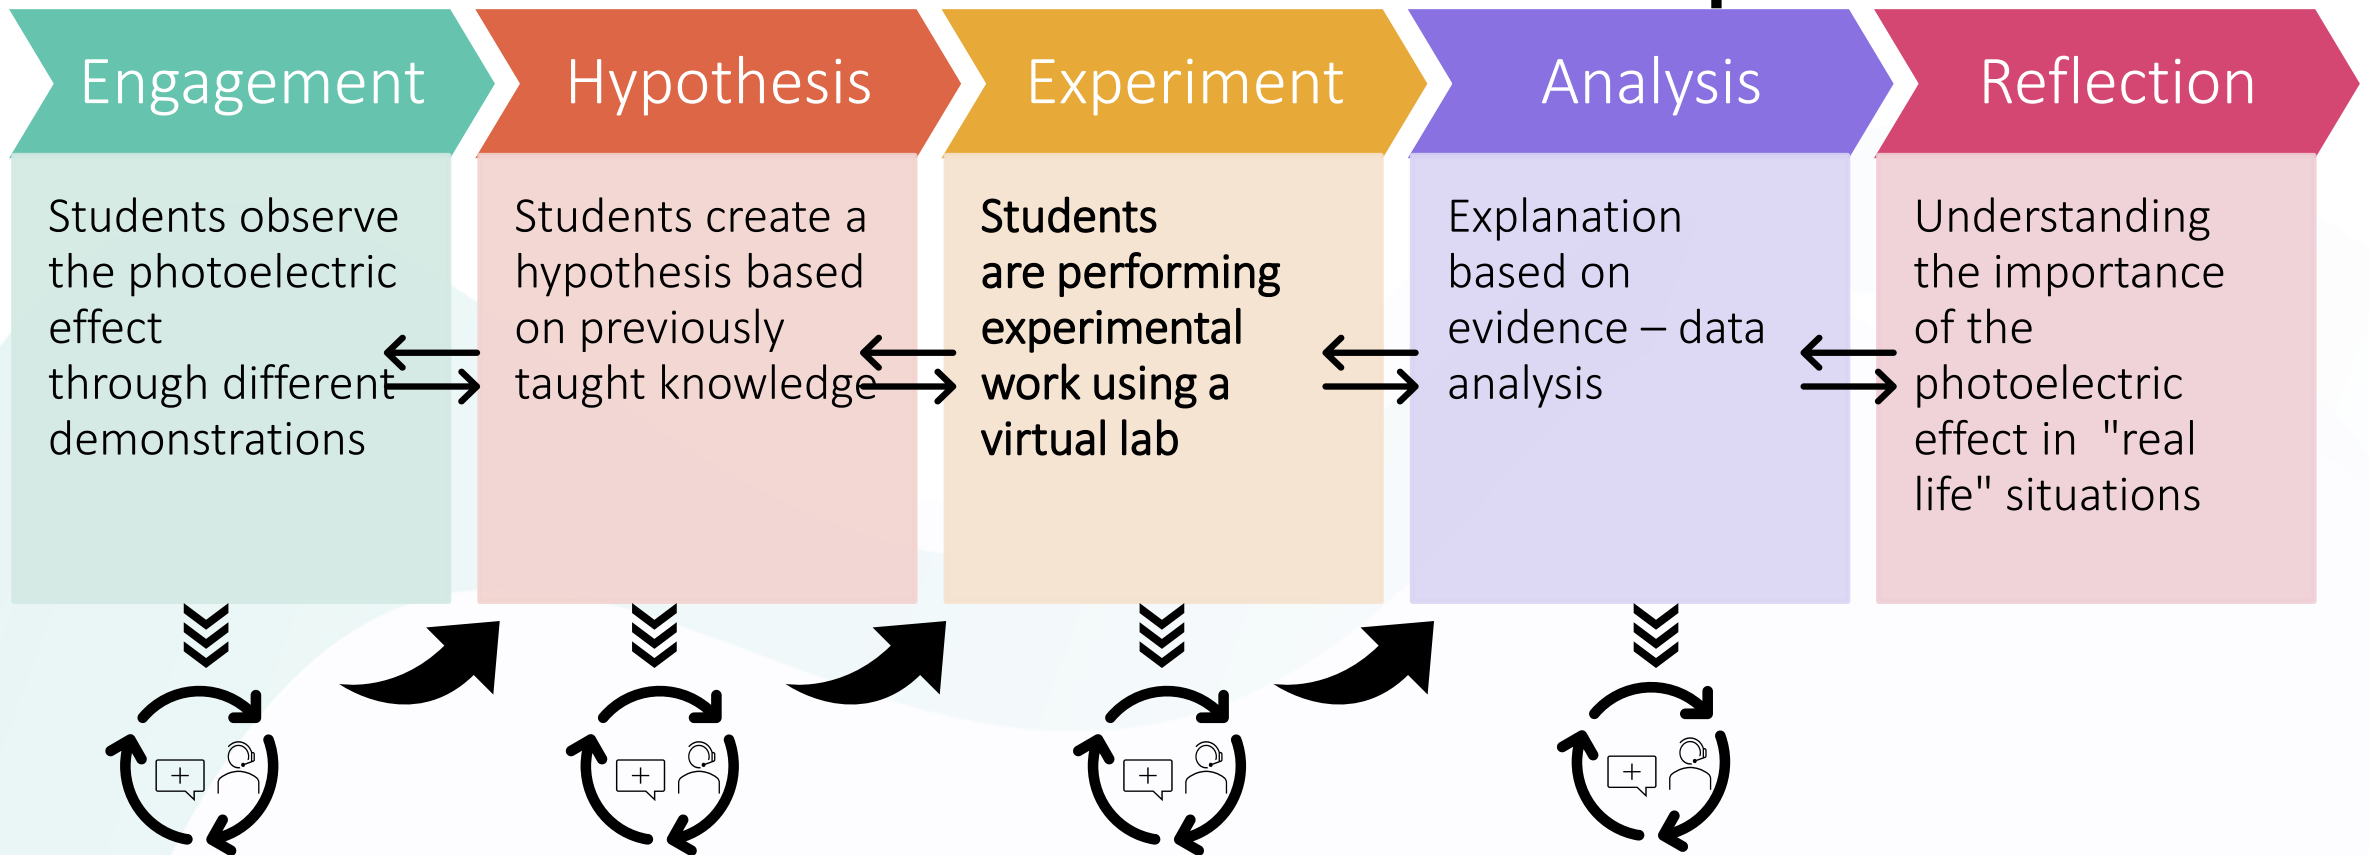 Engagement
Hypothesis
Experiment
Analysis
Reflection
Students observe
the photoelectric
effect
through different
demonstrations
Students create a
hypothesis based
on previously
taught knowledge
Students
are performing
experimental
work using a
virtual lab
Explanation
based on
evidence – data
analysis
Understanding
the importance
of the
photoelectric
effect in  "real
life" situations